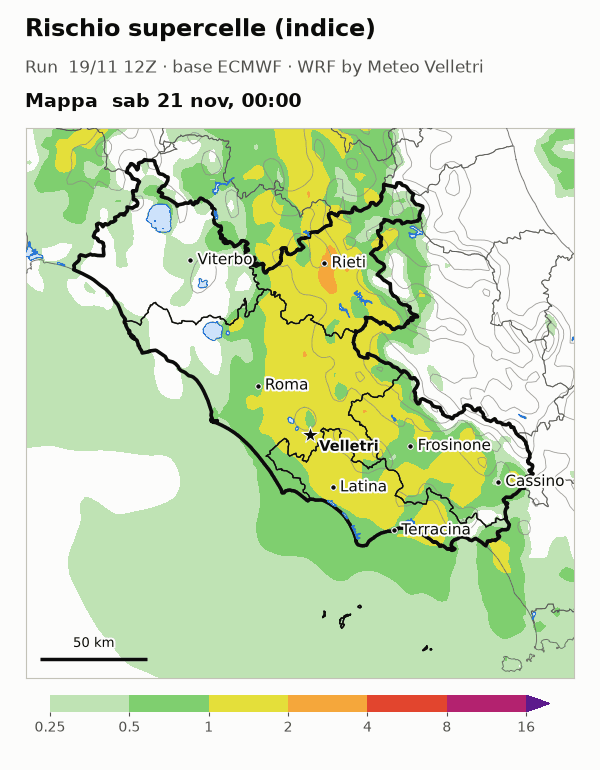 Rischio supercelle (indice)
Run  19/11 12Z · base ECMWF · WRF by Meteo Velletri
Mappa  sab 21 nov, 00:00
Viterbo
Rieti
Roma
Velletri
Frosinone
Latina
Cassino
Terracina
50 km
0.25 0.5 1 2 4 8 16